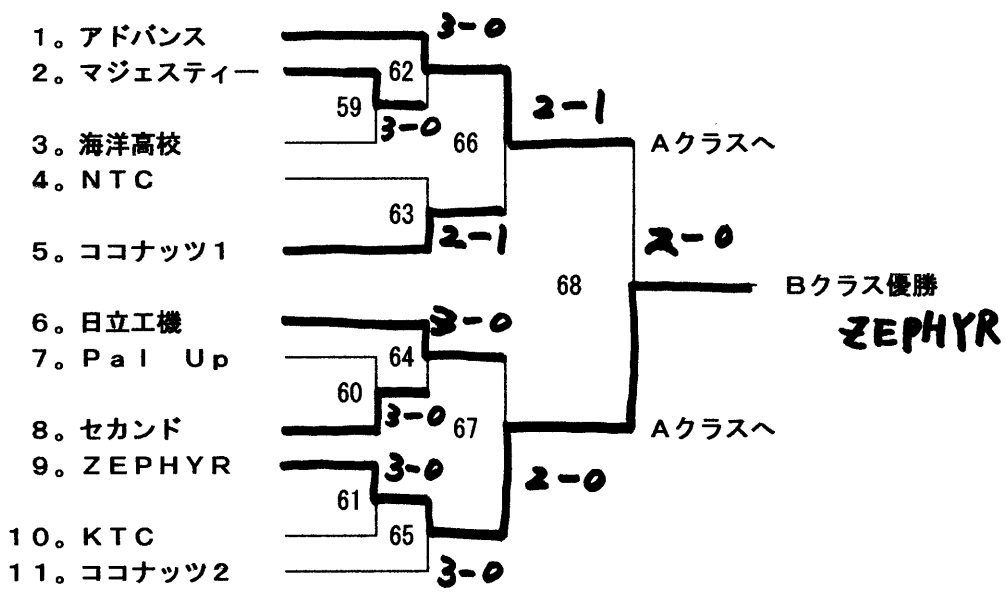 3-0
1。アドバンス
2。マジェスティー
62
59
2-1
3-0
66
3。海洋高校
Aクラスへ
4。NTC
63
2-1
5。ココナッツ1
2-0
68
Bクラス優勝
6。日立工機
3-0
ZEPHYR
7。Pal Up
64
60
3-0
67
8。セカンド
Aクラスへ
9。ZEPHYR
3-0
2-0
61
10。KTC
65
11。ココナッツ2
3-0